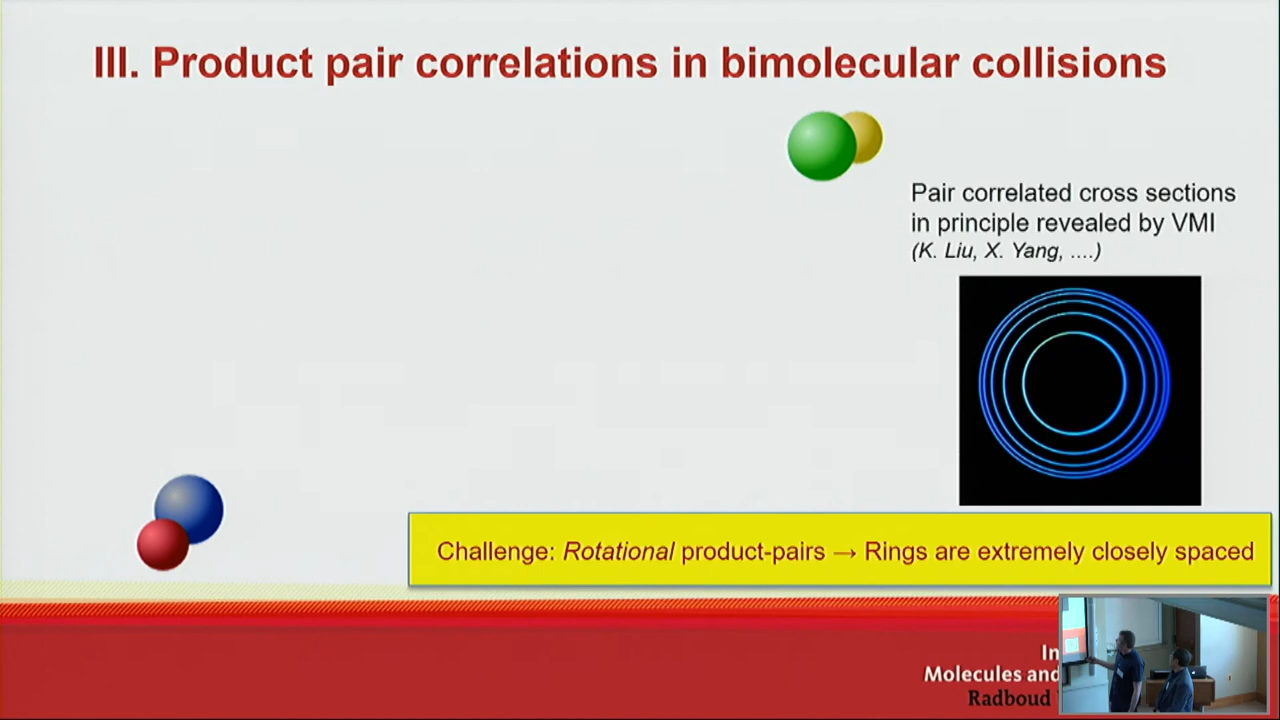 III. Product pair correlations in bimolecular collisions
Pair correlated cross sections
in principle revealed by VMI
(K. Liu, X. Yang, ....)
Challenge: Rotational product-pairs → Rings are extremely closely spaced
Molecules and
Radboud